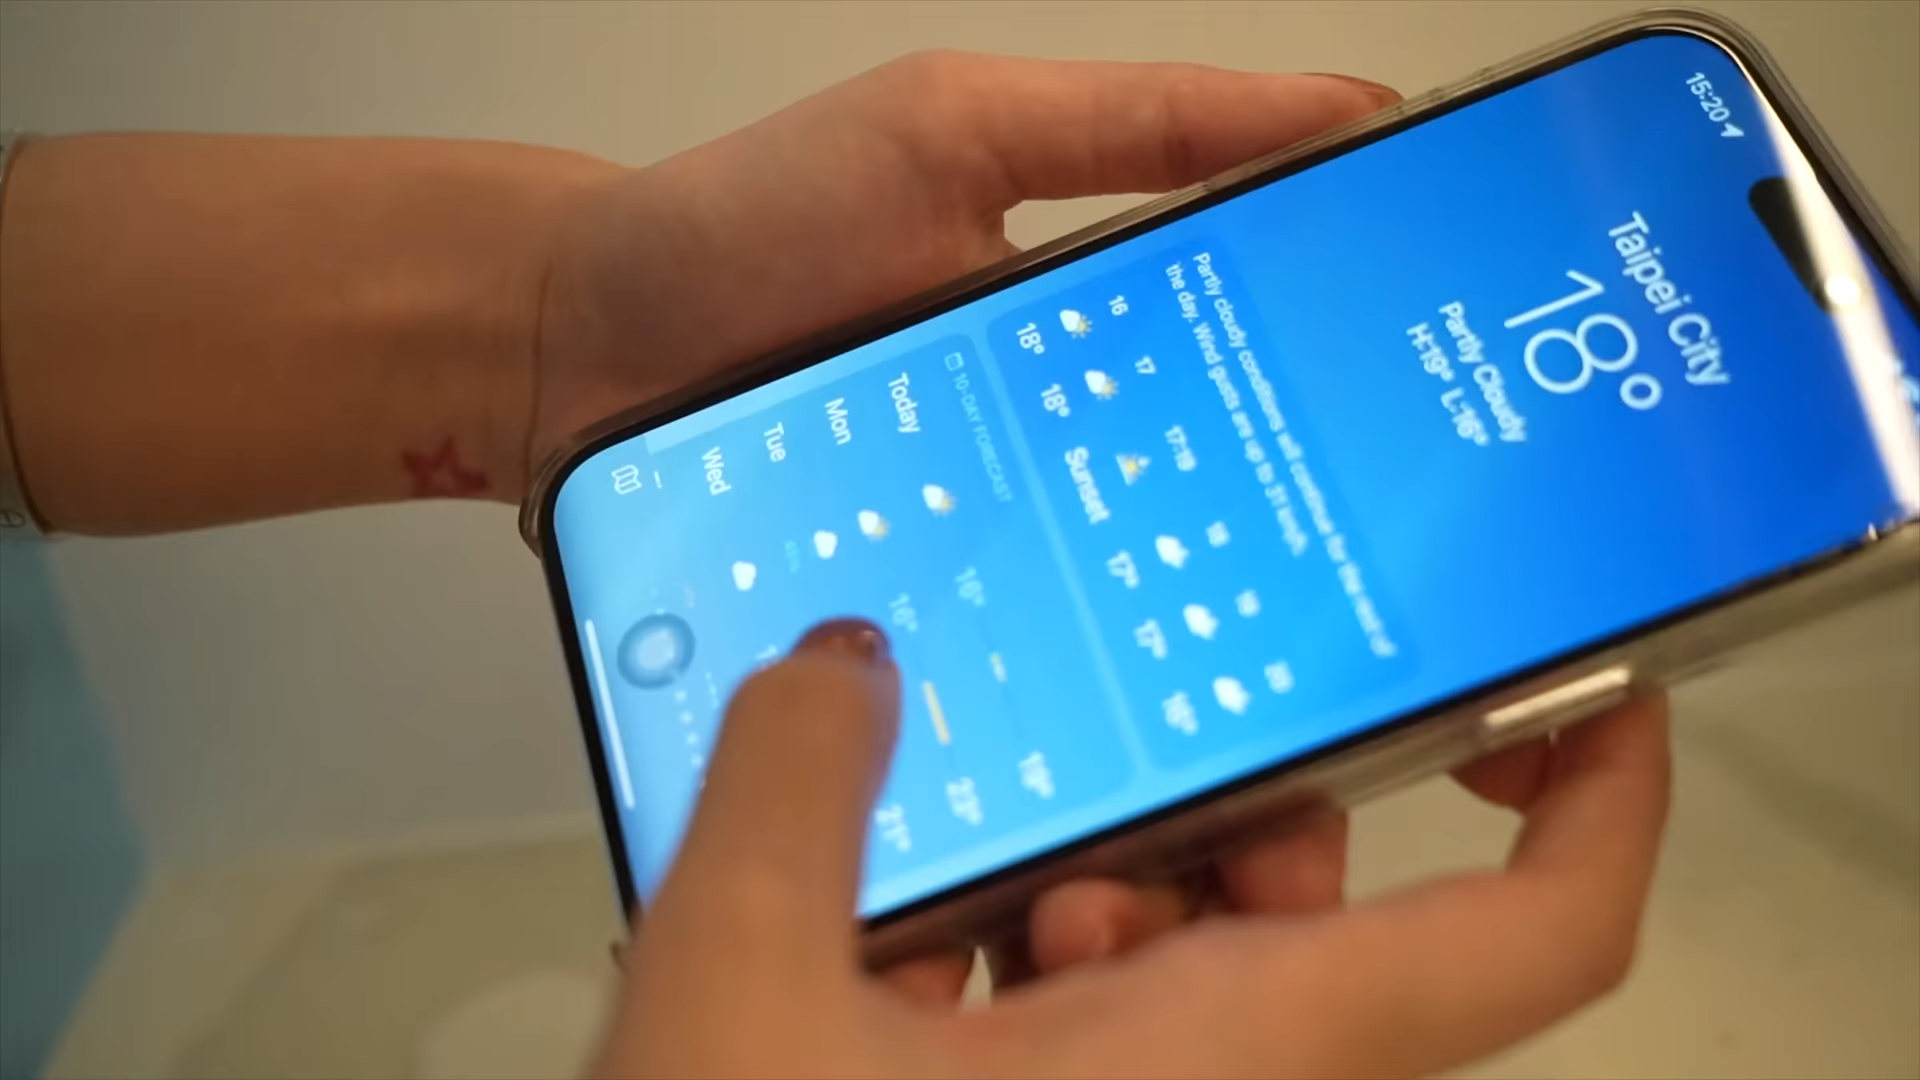 15:20
Taipei City
18°
Partly Cloudy
H:19° L:16°
Partly cloudy conditions will continue for the rest of
the day. Wind gusts are up to 31 km/h.
16 17 17:19 18 19 20
18° 18° Sunset 17° 17° 16°
10-DAY FORECAST
Today 16° 19°
Mon 16° 23°
Tue 21°
Wed